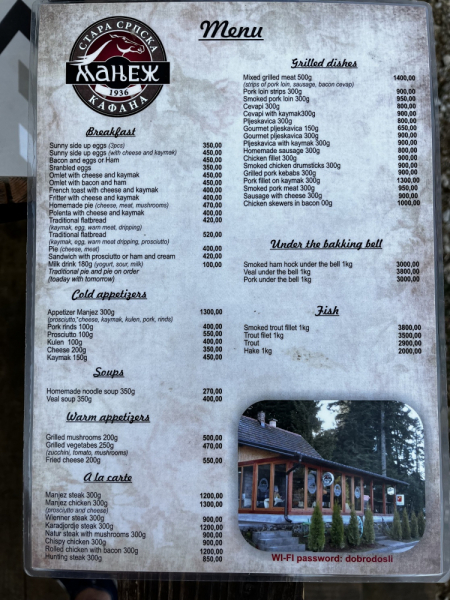 СТАРА СРПСКА
МАЊЕЖ
1936
КАФАНА
Menu
Breakfast
Sunny side up eggs (3pcs) 350,00
Sunny side up eggs (with cheese and kaymak) 450,00
Bacon and eggs or Ham 450,00
Srambled eggs 350,00
Omlet with cheese and kaymak 450,00
Omlet with bacon and ham 450,00
French toast with cheese and kaymak 400,00
Fritter with cheese and kaymak 400,00
Homemade pie (cheese, meat, mushrooms) 470,00
Polenta with cheese and kaymak 400,00
Traditional flatbread 420,00
(kaymak, egg, warm meat, dripping)
Traditional flatbread 520,00
(kaymak, egg, warm meat dripping, prosciutto)
Pie (cheese, meat) 400,00
Sandwich with prosciutto or ham and cream 420,00
Milk drink 180g (yogurt, sour, milk) 100,00
Traditional pie and pie on order
(toaday with tomorrow)
Cold appetizers
Appetizer Manjez 300g 1300,00
(prosciutto,"cheese, kaymak, kulen, pork, rinds)
Pork rinds 100g 400,00
Prosciutto 100g 550,00
Kulen 100g 400,00
Cheese 200g 350,00
Kaymak 150g 450,00
Soups
Homemade noodle soup 350g 270,00
Veal soup 350g 400,00
Warm appetizers
Grilled mushrooms 200g 500,00
Grilled vegetabes 250g 470,00
(zucchini, tomato, mushrooms)
Fried cheese 200g 550,00
A la carte
Manjez steak 300g 1200,00
Manjez chicken 300g 1300,00
(prosciutto and cheese)
Wienner steak 300g 900,00
Karadjordje steak 300g 1200,00
Natur steak with mushrooms 300g 900,00
Chispy chicken 300g 900,00
Rolled chicken with bacon 300g 1200,00
Hunting steak 300g 850,00
Grilled dishes
Mixed grilled meat 500g 1400,00
(strips of pork loin, sausage, bacon cevap)
Pork loin strips 300g 900,00
Smoked pork loin 300g 950,00
Cevapi 300g 800,00
Cevapi with kaymak300g 900,00
Pljeskavica 300g 800,00
Gourmet pljeskavica 150g 650,00
Gourmet pljeskavica 300g 900,00
Pljeskavica with kaymak 300g 900,00
Homemade sausage 300g 800,00
Chicken fillet 300g 900,00
Smoked chicken drumsticks 300g 900,00
Grilled pork kebabs 300g 900,00
Pork fillet on kaymak 300g 1300,00
Smoked pork meat 300g 950,00
Sausage with cheese 300g 900,00
Chicken skewers in bacon 00g 1000,00
Under the bakking bell
Smoked ham hock under the bell 1kg 3000,00
Veal under the bell 1kg 3800,00
Pork under the bell 1kg 3000,00
Fish
Smoked trout fillet 1kg 3800,00
Trout filet 1kg 3500,00
Trout 2900,00
Hake 1kg 2000,00
WI-FI password: dobrodosli